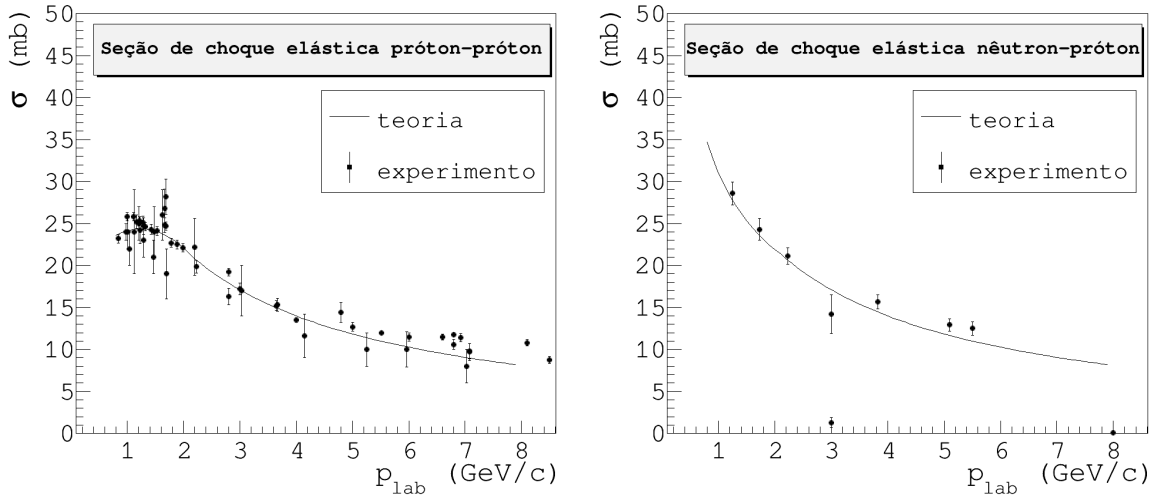 Seção de choque elástica próton-próton
σ (mb)
50
45
40
35
30
25
20
15
10
5
0
teoria
experimento
1 2 3 4 5 6 7 8
p_lab (GeV/c)
Seção de choque elástica nêutron-próton
σ (mb)
50
45
40
35
30
25
20
15
10
5
0
teoria
experimento
1 2 3 4 5 6 7 8
p_lab (GeV/c)